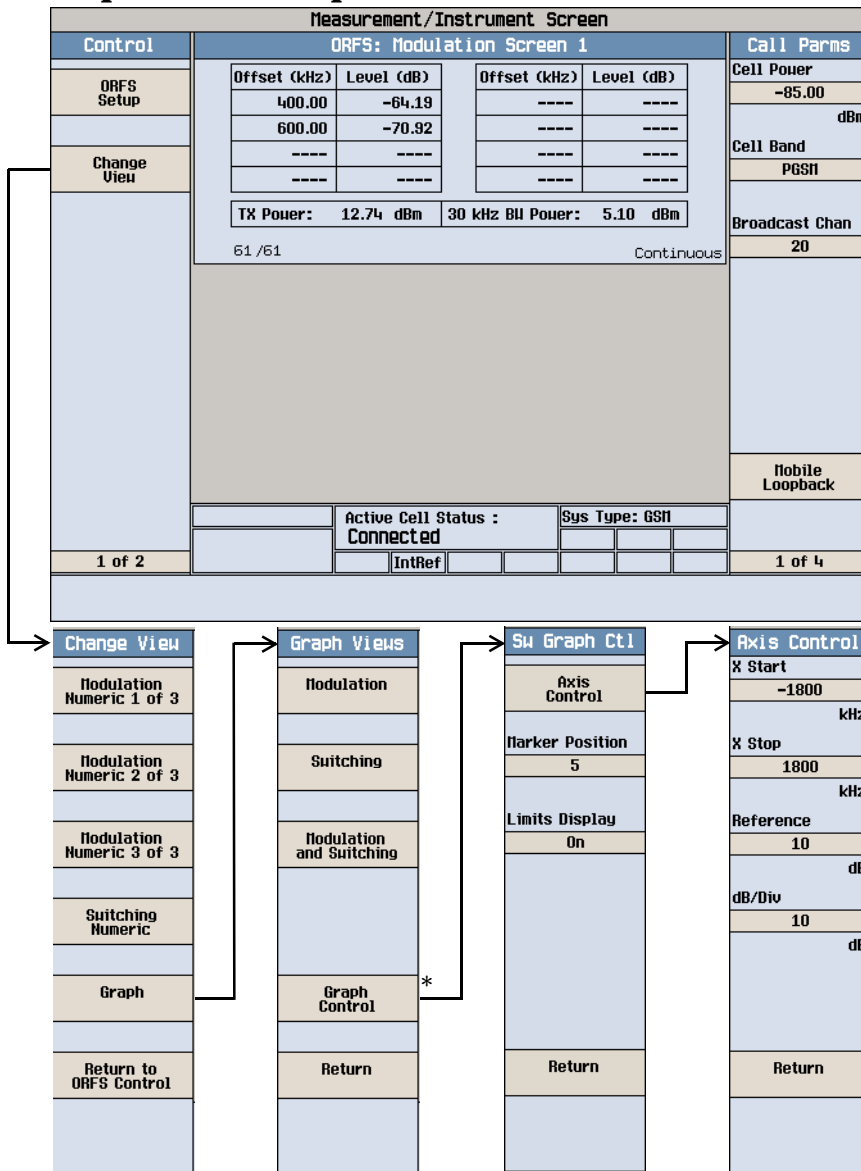 Measurement/Instrument Screen
Control
ORFS: Modulation Screen 1
Call Parms
ORFS
Setup
Change
View
Offset (kHz) Level (dB) Offset (kHz) Level (dB)
400.00 -64.19 ---- ----
600.00 -70.92 ---- ----
---- ---- ---- ----
---- ---- ---- ----
TX Power: 12.74 dBm 30 kHz BW Power: 5.10 dBm
61/61 Continuous
Cell Power
-85.00
dBm
Cell Band
PGSM
Broadcast Chan
20
Mobile
Loopback
Active Cell Status :
Connected
Sys Type: GSM
IntRef
1 of 2
1 of 4
Change View
Modulation
Numeric 1 of 3
Modulation
Numeric 2 of 3
Modulation
Numeric 3 of 3
Switching
Numeric
Graph
Return to
ORFS Control
Graph Views
Modulation
Switching
Modulation
and Switching
Graph
Control
*
Return
Sw Graph Ctl
Axis
Control
Marker Position
5
Limits Display
On
Return
Axis Control
X Start
-1800
kHz
X Stop
1800
kHz
Reference
10
dB
dB/Div
10
dB
Return